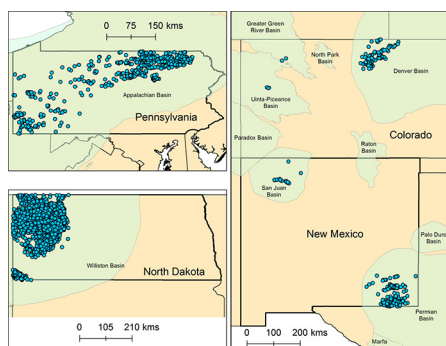 0 75 150 kms
Appalachian Basin
Pennsylvania
Williston Basin
North Dakota
0 105 210 kms
Greater Green
River Basin
North Park
Basin
Denver Basin
Uinta-Piceance
Basin
Paradox Basin
Colorado
Raton
Basin
San Juan
Basin
New Mexico
Palo Duro
Basin
Permian
Basin
Marfa
0 100 200 kms